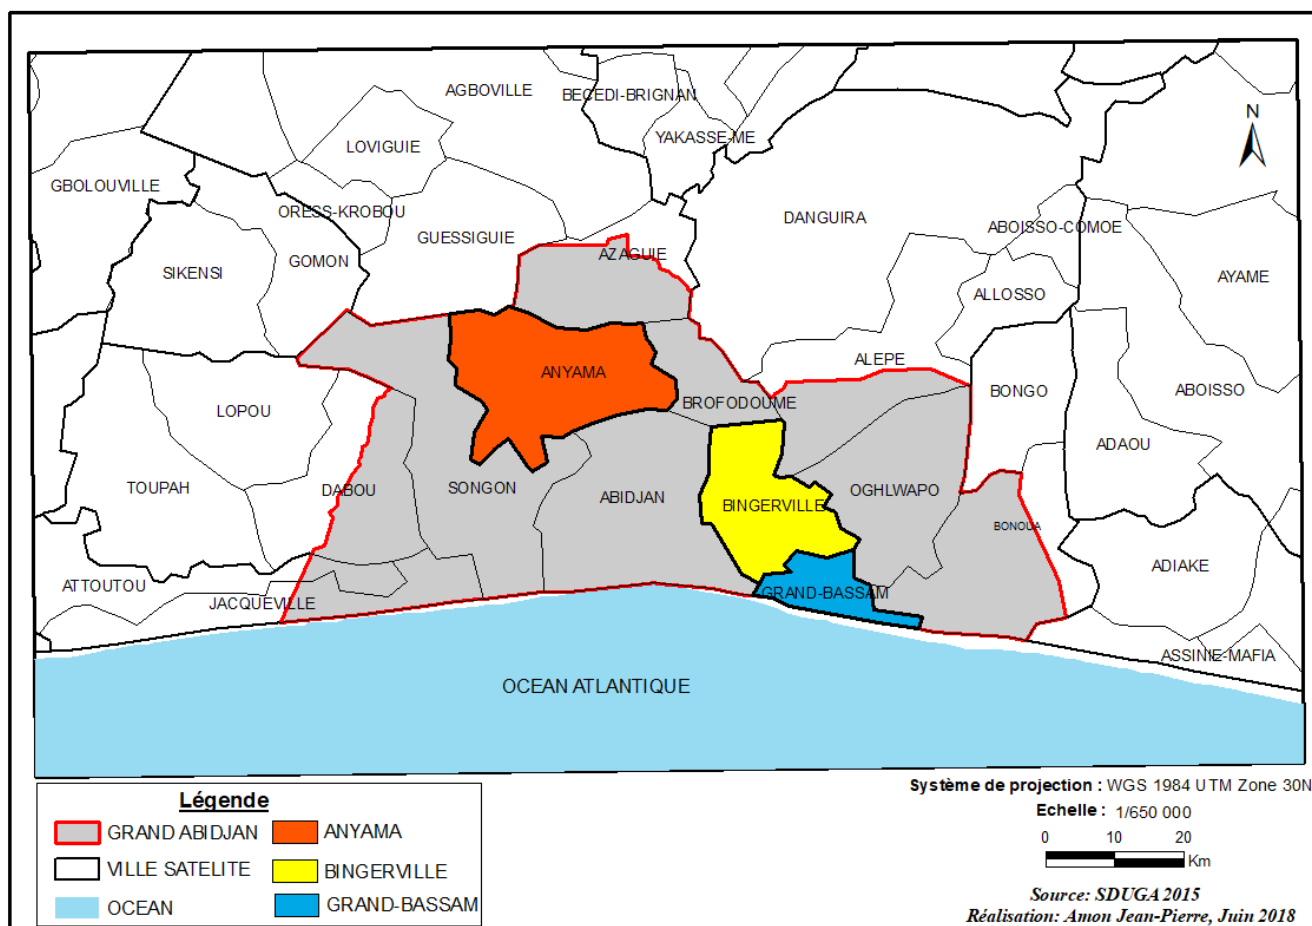 AGBOVILLE
BECEDI-BRIGNAN
YAKASSE-ME
LOVIGUIE
GBOLOUVILLE
ORESS-KROBOU
GUESSIGUIE
DANGUIRA
ABOISSO-COMOE
N
SIKENSI
GOMON
AZAGUIE
AYAME
ALLOSSO
ALEPE
ANYAMA
BONGO
ABOISSO
LOPOU
BROFODOUME
ADAOU
TOUPAH
DABOU
SONGON
ABIDJAN
BINGERVILLE
OGHLWAPO
BONOUA
ADIAKE
ATTOUTOU
JACQUEVILLE
GRAND-BASSAM
ASSINIE-MAFIA
OCEAN ATLANTIQUE
Légende
GRAND ABIDJAN
ANYAMA
VILLE SATELITE
BINGERVILLE
OCEAN
GRAND-BASSAM
Système de projection : WGS 1984 UTM Zone 30N
Echelle : 1/650 000
0 10 20
Km
Source: SDUGA 2015
Réalisation: Amon Jean-Pierre, Juin 2018